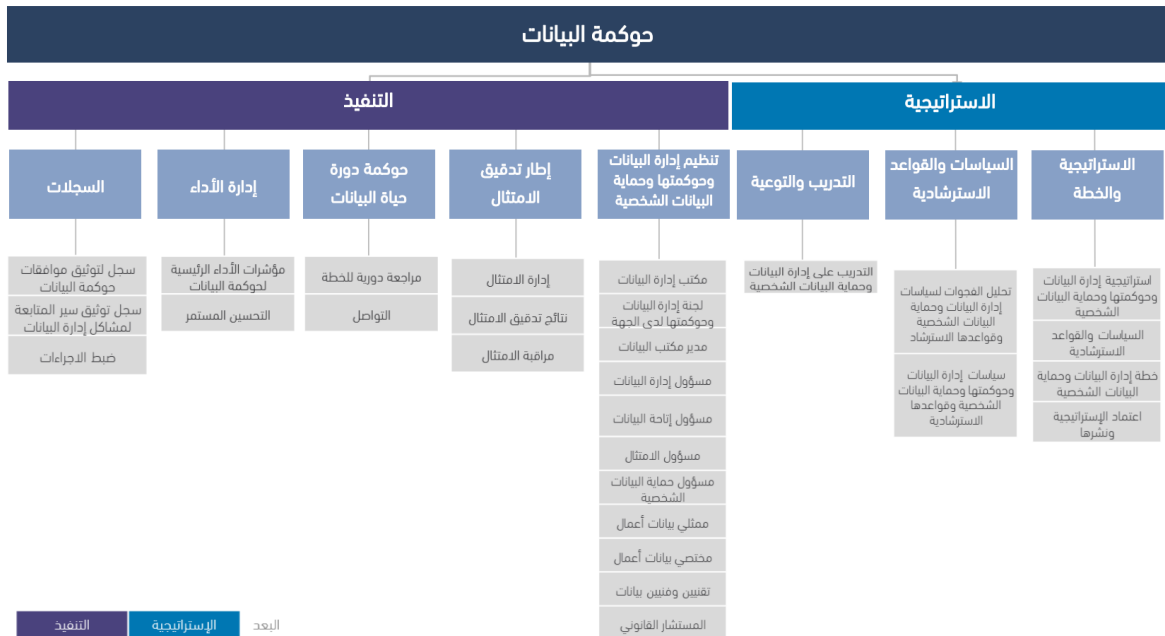 حوكمة البيانات
الاستراتيجية
التنفيذ
الاستراتيجية
والخطة
السياسات والقواعد
الاسترشادية
التدريب والتوعية
تنظيم إدارة البيانات
وحوكمتها وحماية
البيانات الشخصية
إطار تدقيق
الامتثال
حوكمة دورة
حياة البيانات
إدارة الأداء
السجلات
استراتيجية إدارة البيانات
وحوكمتها وحماية البيانات
الشخصية
السياسات والقواعد
الاسترشادية
خطة إدارة البيانات وحماية
البيانات الشخصية
اعتماد الإستراتيجية
ونشرها
تحليل الفجوات لسياسات
إدارة البيانات وحماية
البيانات الشخصية
وقواعدها الاسترشاد
سياسات إدارة البيانات
وحوكمتها وحماية البيانات
الشخصية وقواعدها
الاسترشادية
التدريب على إدارة البيانات
وحماية البيانات الشخصية
مكتب إدارة البيانات
لجنة إدارة البيانات
وحوكمتها لدى الجهة
مدير مكتب البيانات
مسؤول إدارة البيانات
مسؤول إتاحة البيانات
مسؤول الامتثال
مسؤول حماية البيانات
الشخصية
ممثلي بيانات أعمال
مختصي بيانات أعمال
تقنيين وفنيين بيانات
المستشار القانوني
إدارة الامتثال
نتائج تدقيق الامتثال
مراقبة الامتثال
مراجعة دورية للخطة
التواصل
مؤشرات الأداء الرئيسية
لحوكمة البيانات
التحسين المستمر
سجل لتوثيق موافقات
حوكمة البيانات
سجل توثيق سير المتابعة
لمشاكل إدارة البيانات
ضبط الاجراءات
البعد
الإستراتيجية
التنفيذ